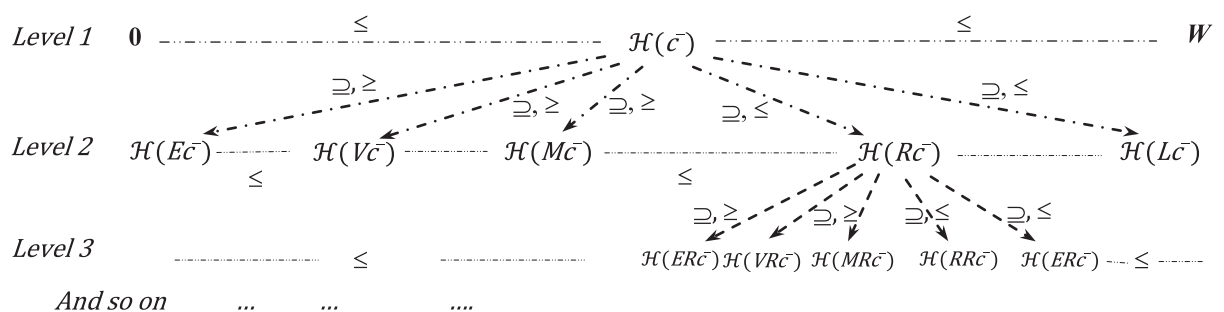 Level 1 0 ≤ ℋ(c⁻) ≤ W
⊇, ≥ ⊇, ≥ ⊇, ≥ ⊇, ≤ ⊇, ≤
Level 2 ℋ(Ec⁻) ≤ ℋ(Vc⁻) ℋ(Mc⁻) ≤ ℋ(Rc⁻) ℋ(Lc⁻)
⊇, ≥ ⊇, ≥ ⊇, ≤ ⊇, ≤
Level 3 ≤ ℋ(ERc⁻) ℋ(VRc⁻) ℋ(MRc⁻) ℋ(RRc⁻) ℋ(ERc⁻) ≤
And so on ... ... ....